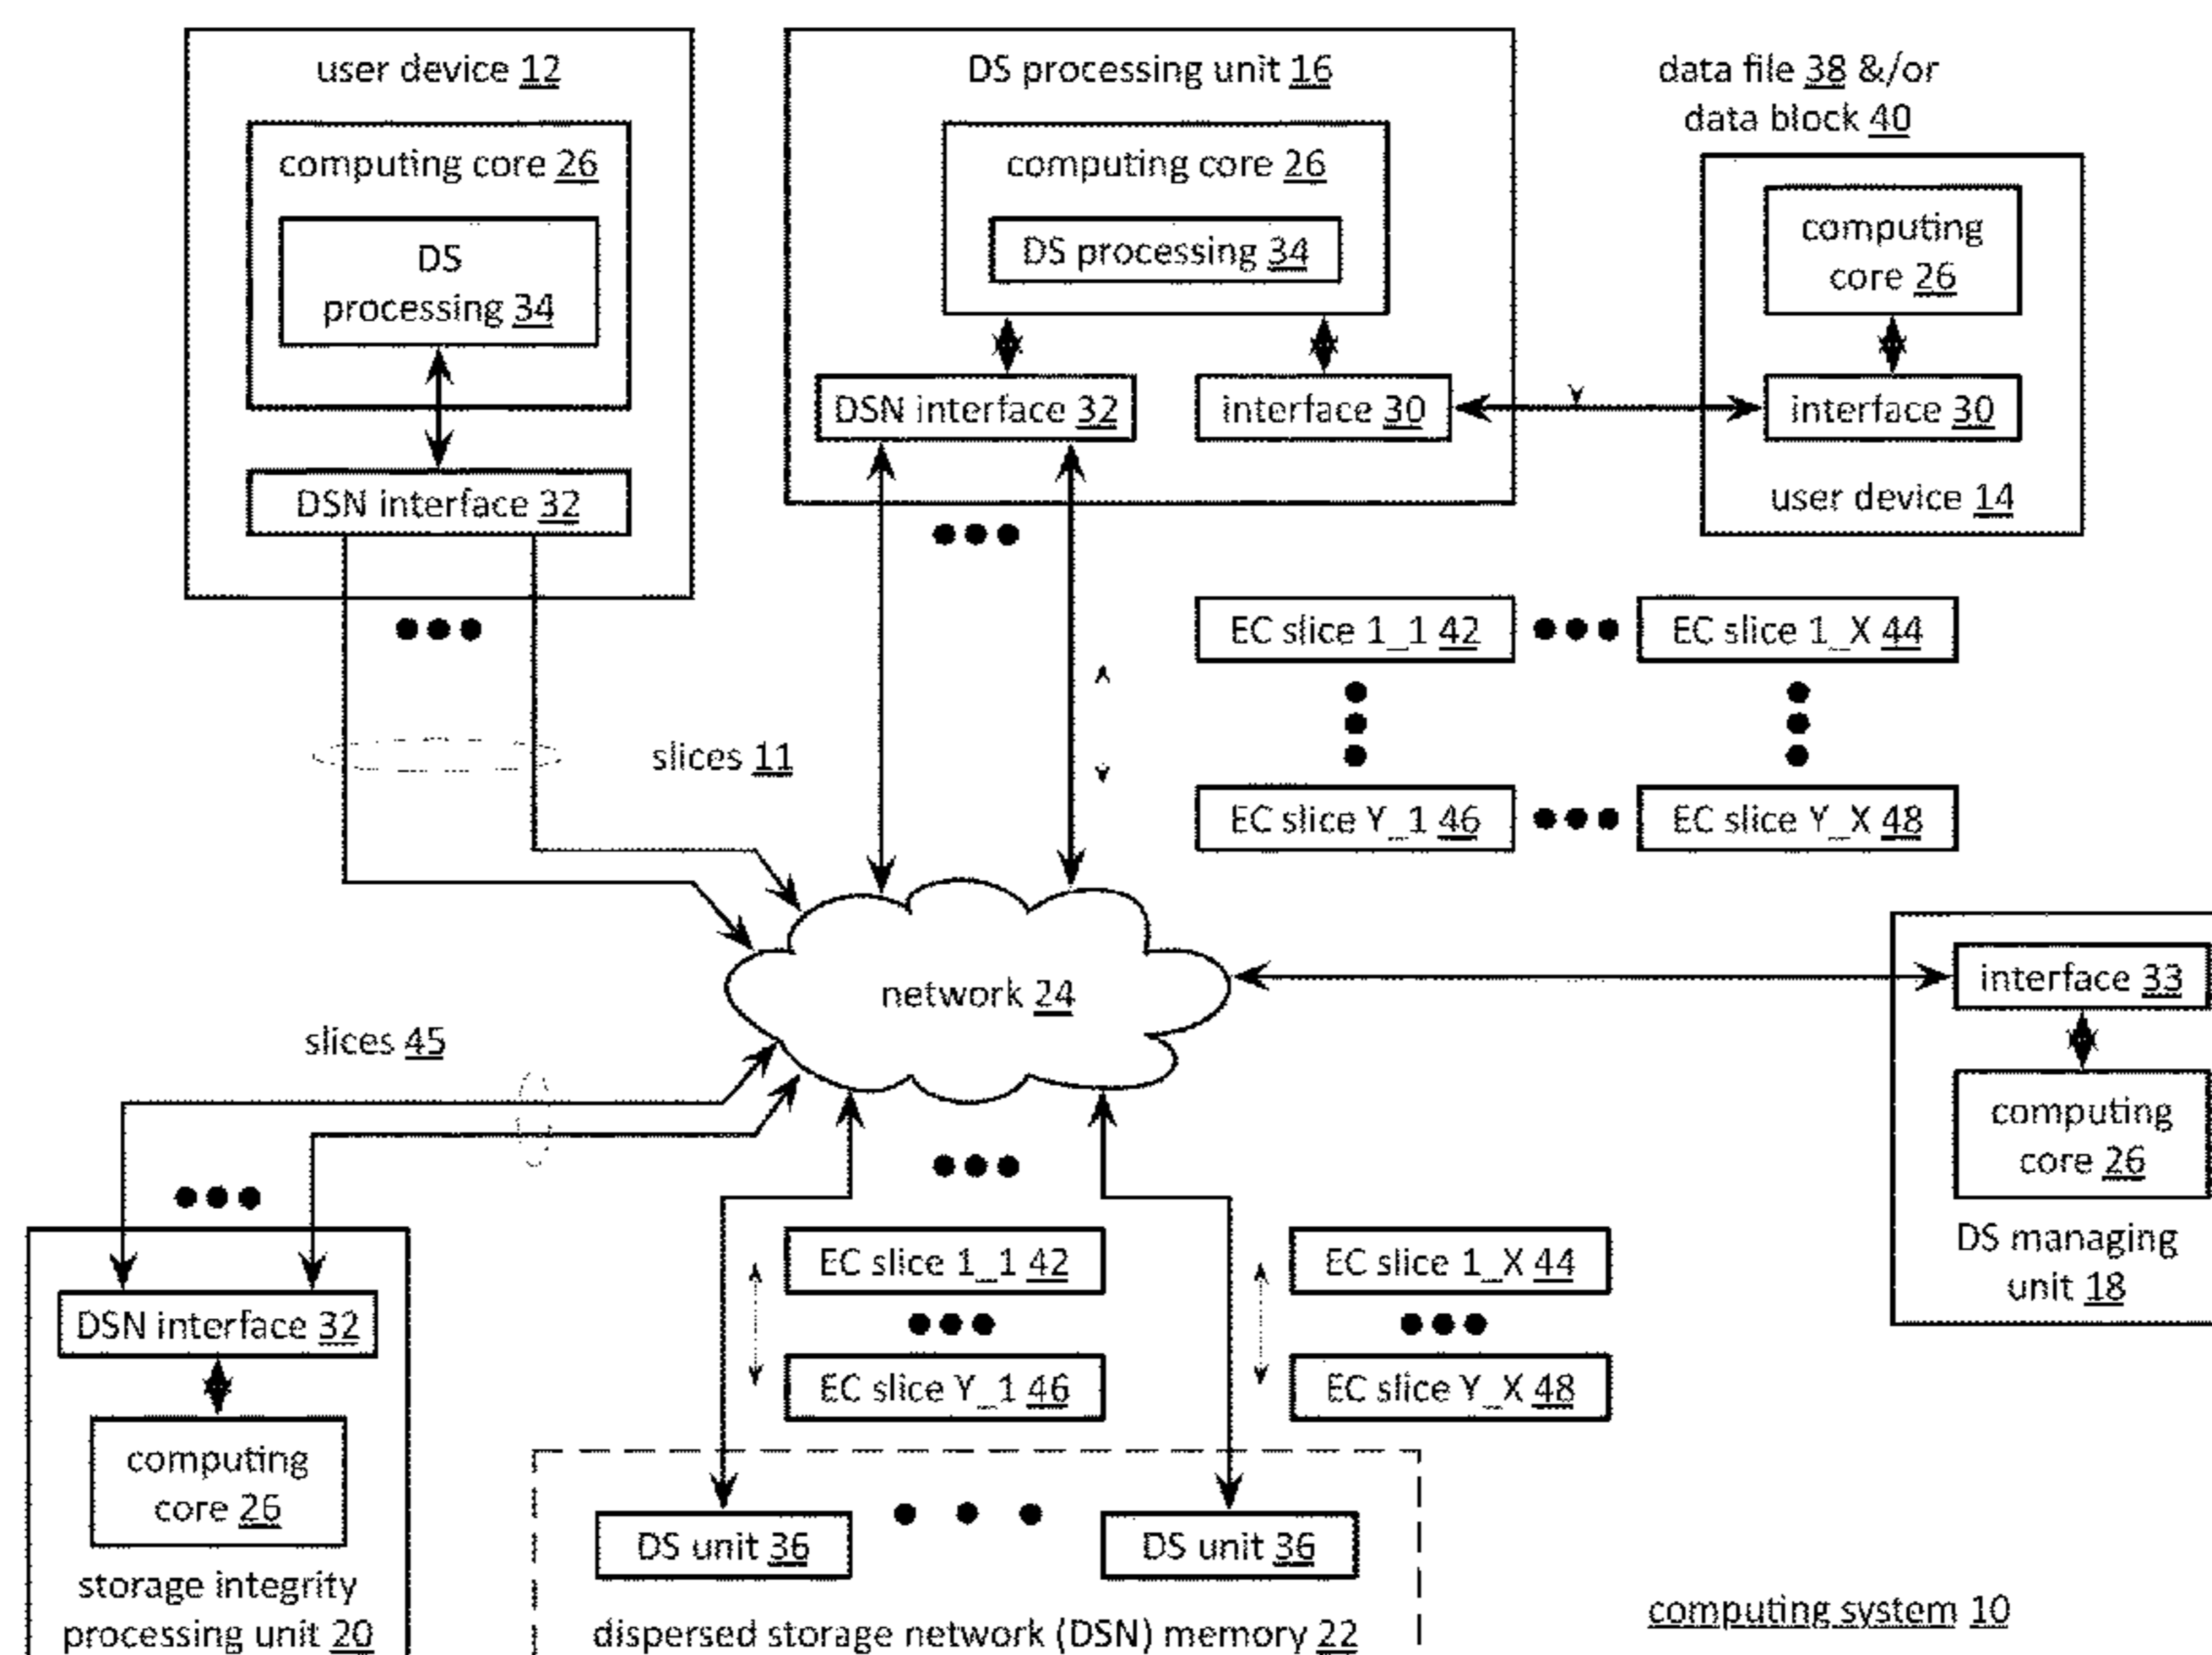 user device 12
computing core 26
DS
processing 34
DSN interface 32
DS processing unit 16
computing core 26
DS processing 34
DSN interface 32
interface 30
data file 38 &/or
data block 40
computing
core 26
interface 30
user device 14
slices 11
EC slice 1_1 42
EC slice 1_X 44
EC slice Y_1 46
EC slice Y_X 48
network 24
interface 33
computing
core 26
DS managing
unit 18
slices 45
DSN interface 32
computing
core 26
storage integrity
processing unit 20
EC slice 1_1 42
EC slice Y_1 46
EC slice 1_X 44
EC slice Y_X 48
DS unit 36
DS unit 36
dispersed storage network (DSN) memory 22
computing system 10